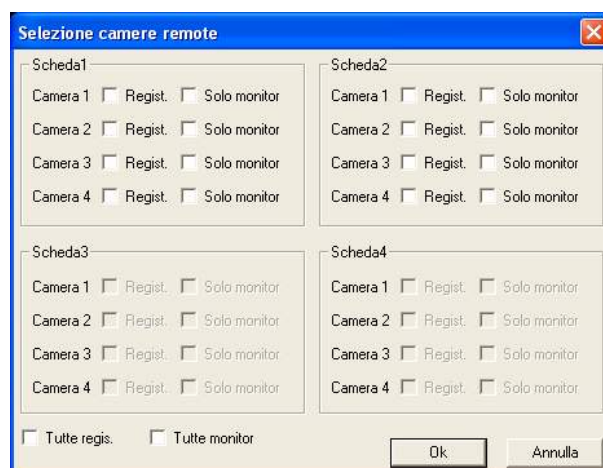 Selezione camere remote
Scheda1
Camera 1 Regist. Solo monitor
Camera 2 Regist. Solo monitor
Camera 3 Regist. Solo monitor
Camera 4 Regist. Solo monitor
Scheda2
Camera 1 Regist. Solo monitor
Camera 2 Regist. Solo monitor
Camera 3 Regist. Solo monitor
Camera 4 Regist. Solo monitor
Scheda3
Camera 1 Regist. Solo monitor
Camera 2 Regist. Solo monitor
Camera 3 Regist. Solo monitor
Camera 4 Regist. Solo monitor
Scheda4
Camera 1 Regist. Solo monitor
Camera 2 Regist. Solo monitor
Camera 3 Regist. Solo monitor
Camera 4 Regist. Solo monitor
Tutte regis. Tutte monitor
Ok Annulla